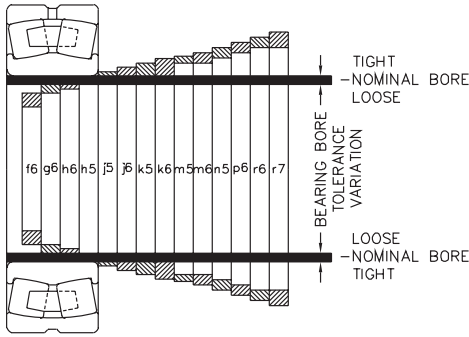 TIGHT
-NOMINAL BORE
LOOSE
f6 g6 h6 h5 j5 j6 k5 k6 m5 m6 n5 p6 r6 r7
BEARING BORE
TOLERANCE
VARIATION
LOOSE
-NOMINAL BORE
TIGHT